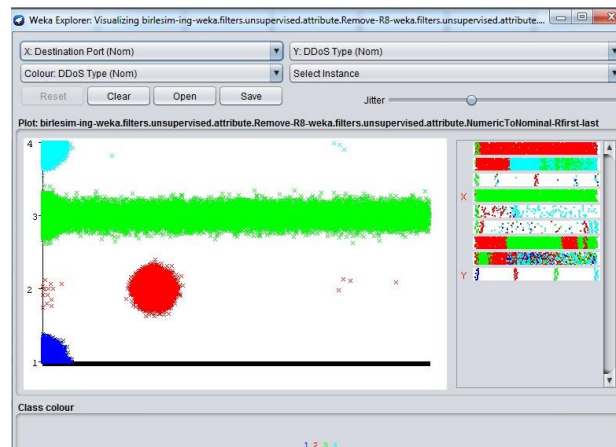 Weka Explorer: Visualizing birlesim-ing-weka.filters.unsupervised.attribute.Remove-R8-weka.filters.unsupervised.attribute....
X: Destination Port (Nom)
Y: DDoS Type (Nom)
Colour: DDoS Type (Nom)
Select Instance
Reset
Clear
Open
Save
Jitter
Plot: birlesim-ing-weka.filters.unsupervised.attribute.Remove-R8-weka.filters.unsupervised.attribute.NumericToNominal-Rfirst-last
4
3
2
1
X
Y
Class colour
1 2 3 4